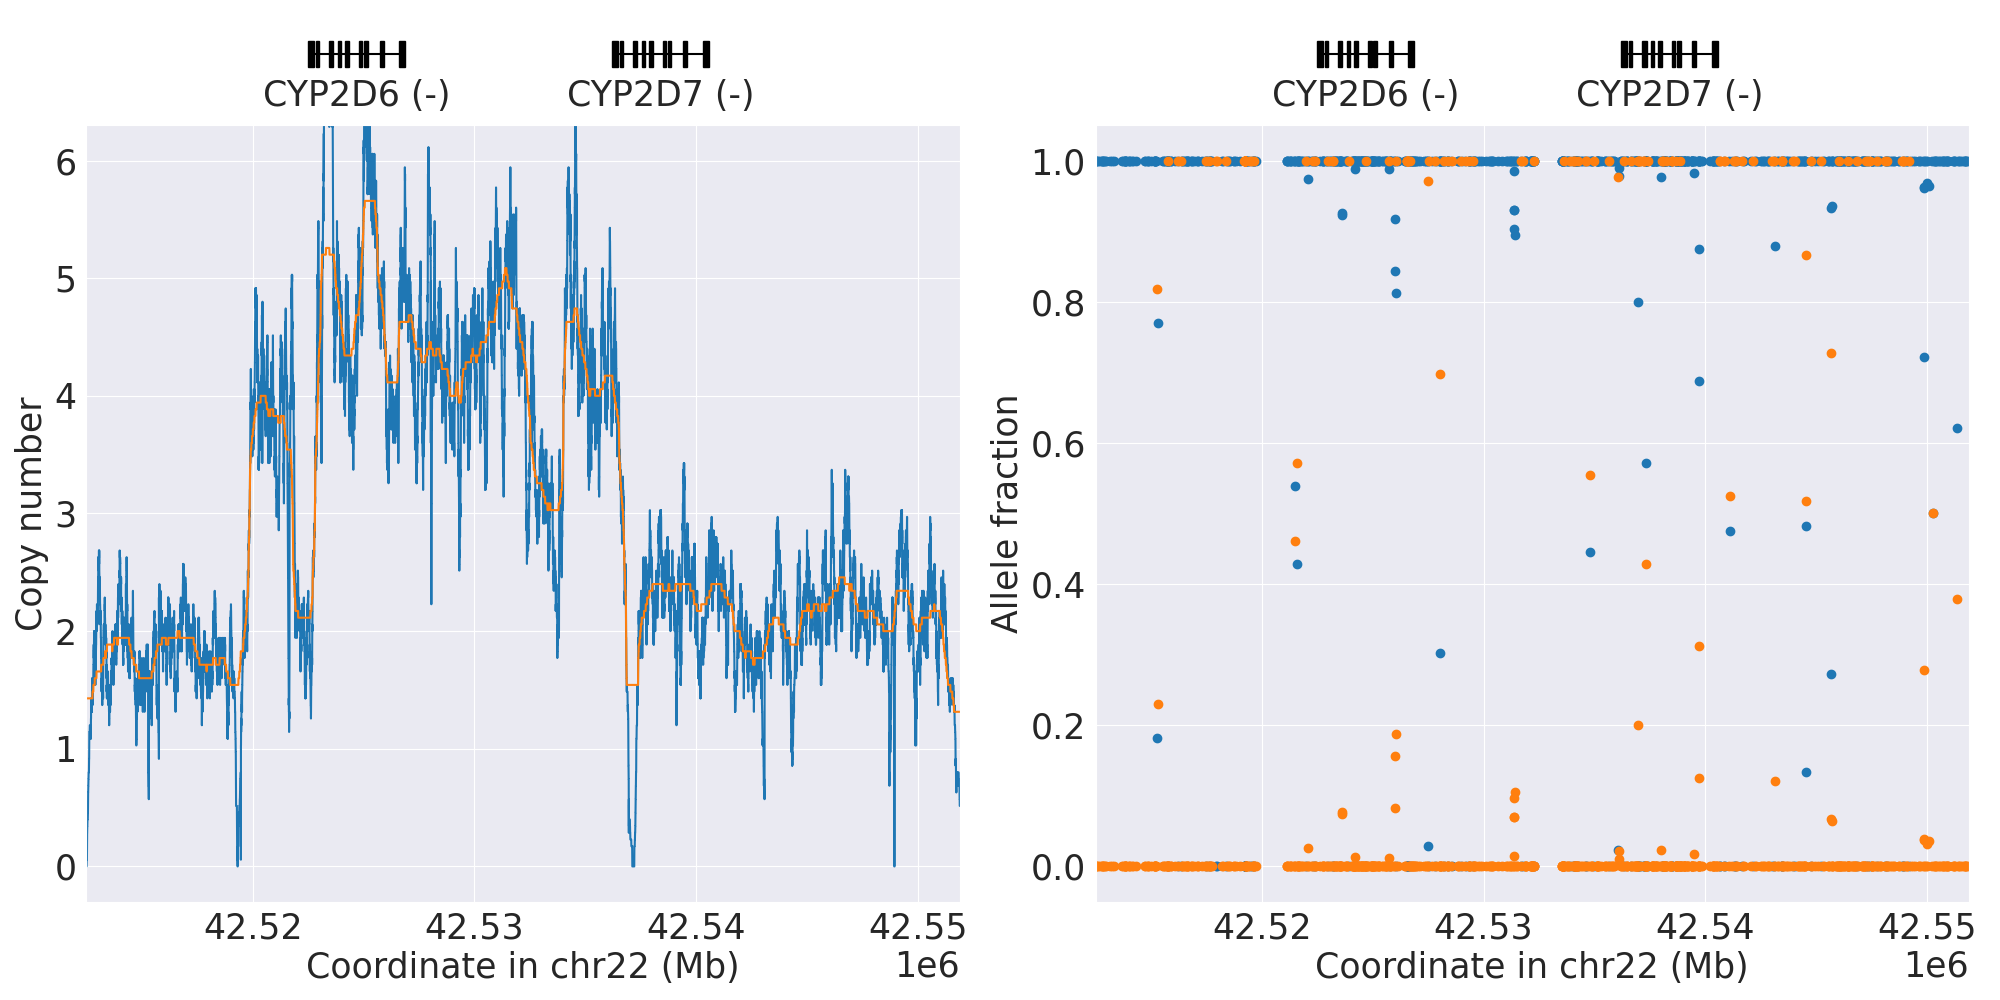 CYP2D6 (-) CYP2D7 (-)
6
5
4
3
2
1
0
Copy number
42.52 42.53 42.54 42.55
Coordinate in chr22 (Mb)
1e6
CYP2D6 (-) CYP2D7 (-)
1.0
0.8
0.6
0.4
0.2
0.0
Allele fraction
42.52 42.53 42.54 42.55
Coordinate in chr22 (Mb)
1e6